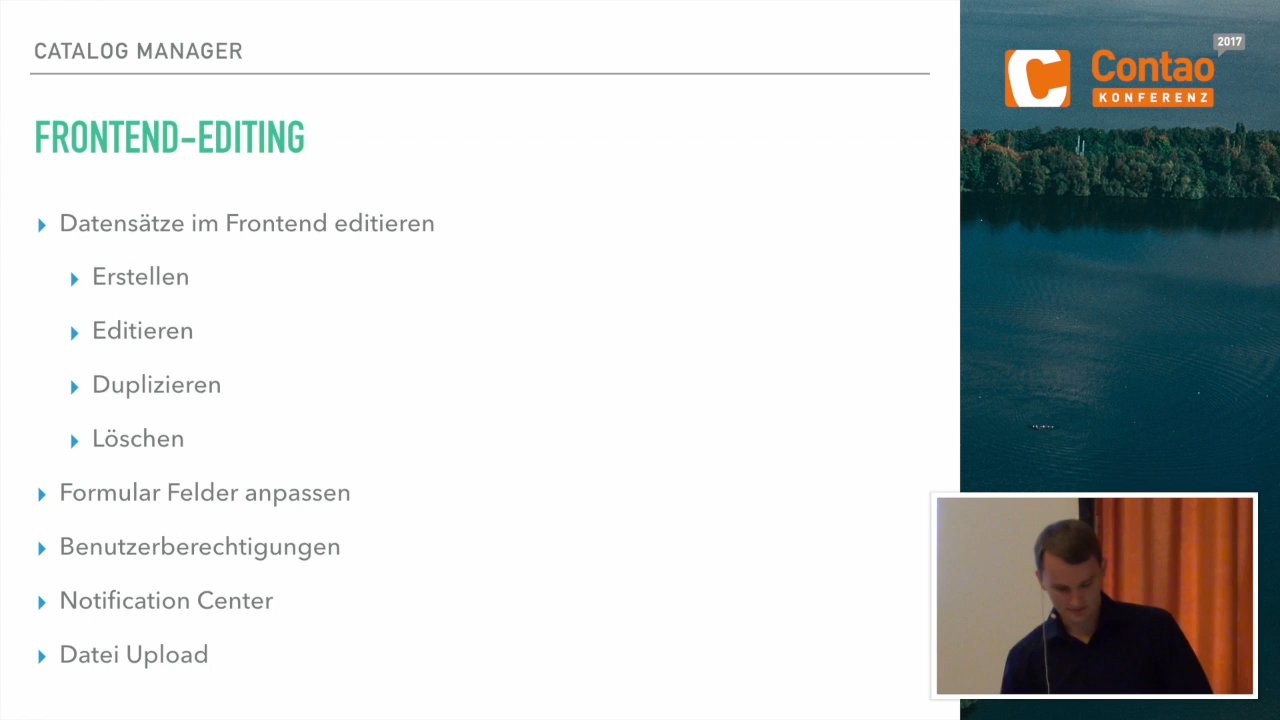 CATALOG MANAGER
FRONTEND-EDITING
Datensätze im Frontend editieren
Erstellen
Editieren
Duplizieren
Löschen
Formular Felder anpassen
Benutzerberechtigungen
Notification Center
Datei Upload
2017
Contao
KONFERENZ